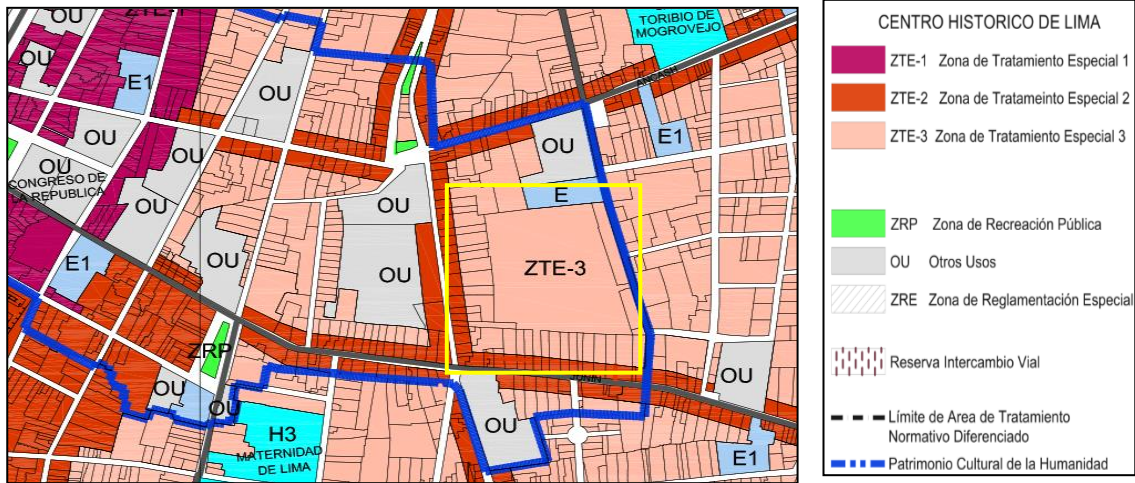 ZTE-1
OU
E1
OU
OU
OU
OU
CONGRESO DE
LA REPUBLICA
OU
E1
OU
ZRP
OU
OU
H3
MATERNIDAD
DE LIMA
OU
OU
TORIBIO DE
MOGROVEJO
ANCASH
E1
OU
E
ZTE-3
JUNIN
OU
OU
E1
CENTRO HISTORICO DE LIMA
ZTE-1 Zona de Tratamiento Especial 1
ZTE-2 Zona de Tratameinto Especial 2
ZTE-3 Zona de Tratamiento Especial 3
ZRP Zona de Recreación Pública
OU Otros Usos
ZRE Zona de Reglamentación Especial
Reserva Intercambio Vial
Límite de Area de Tratamiento
Normativo Diferenciado
Patrimonio Cultural de la Humanidad